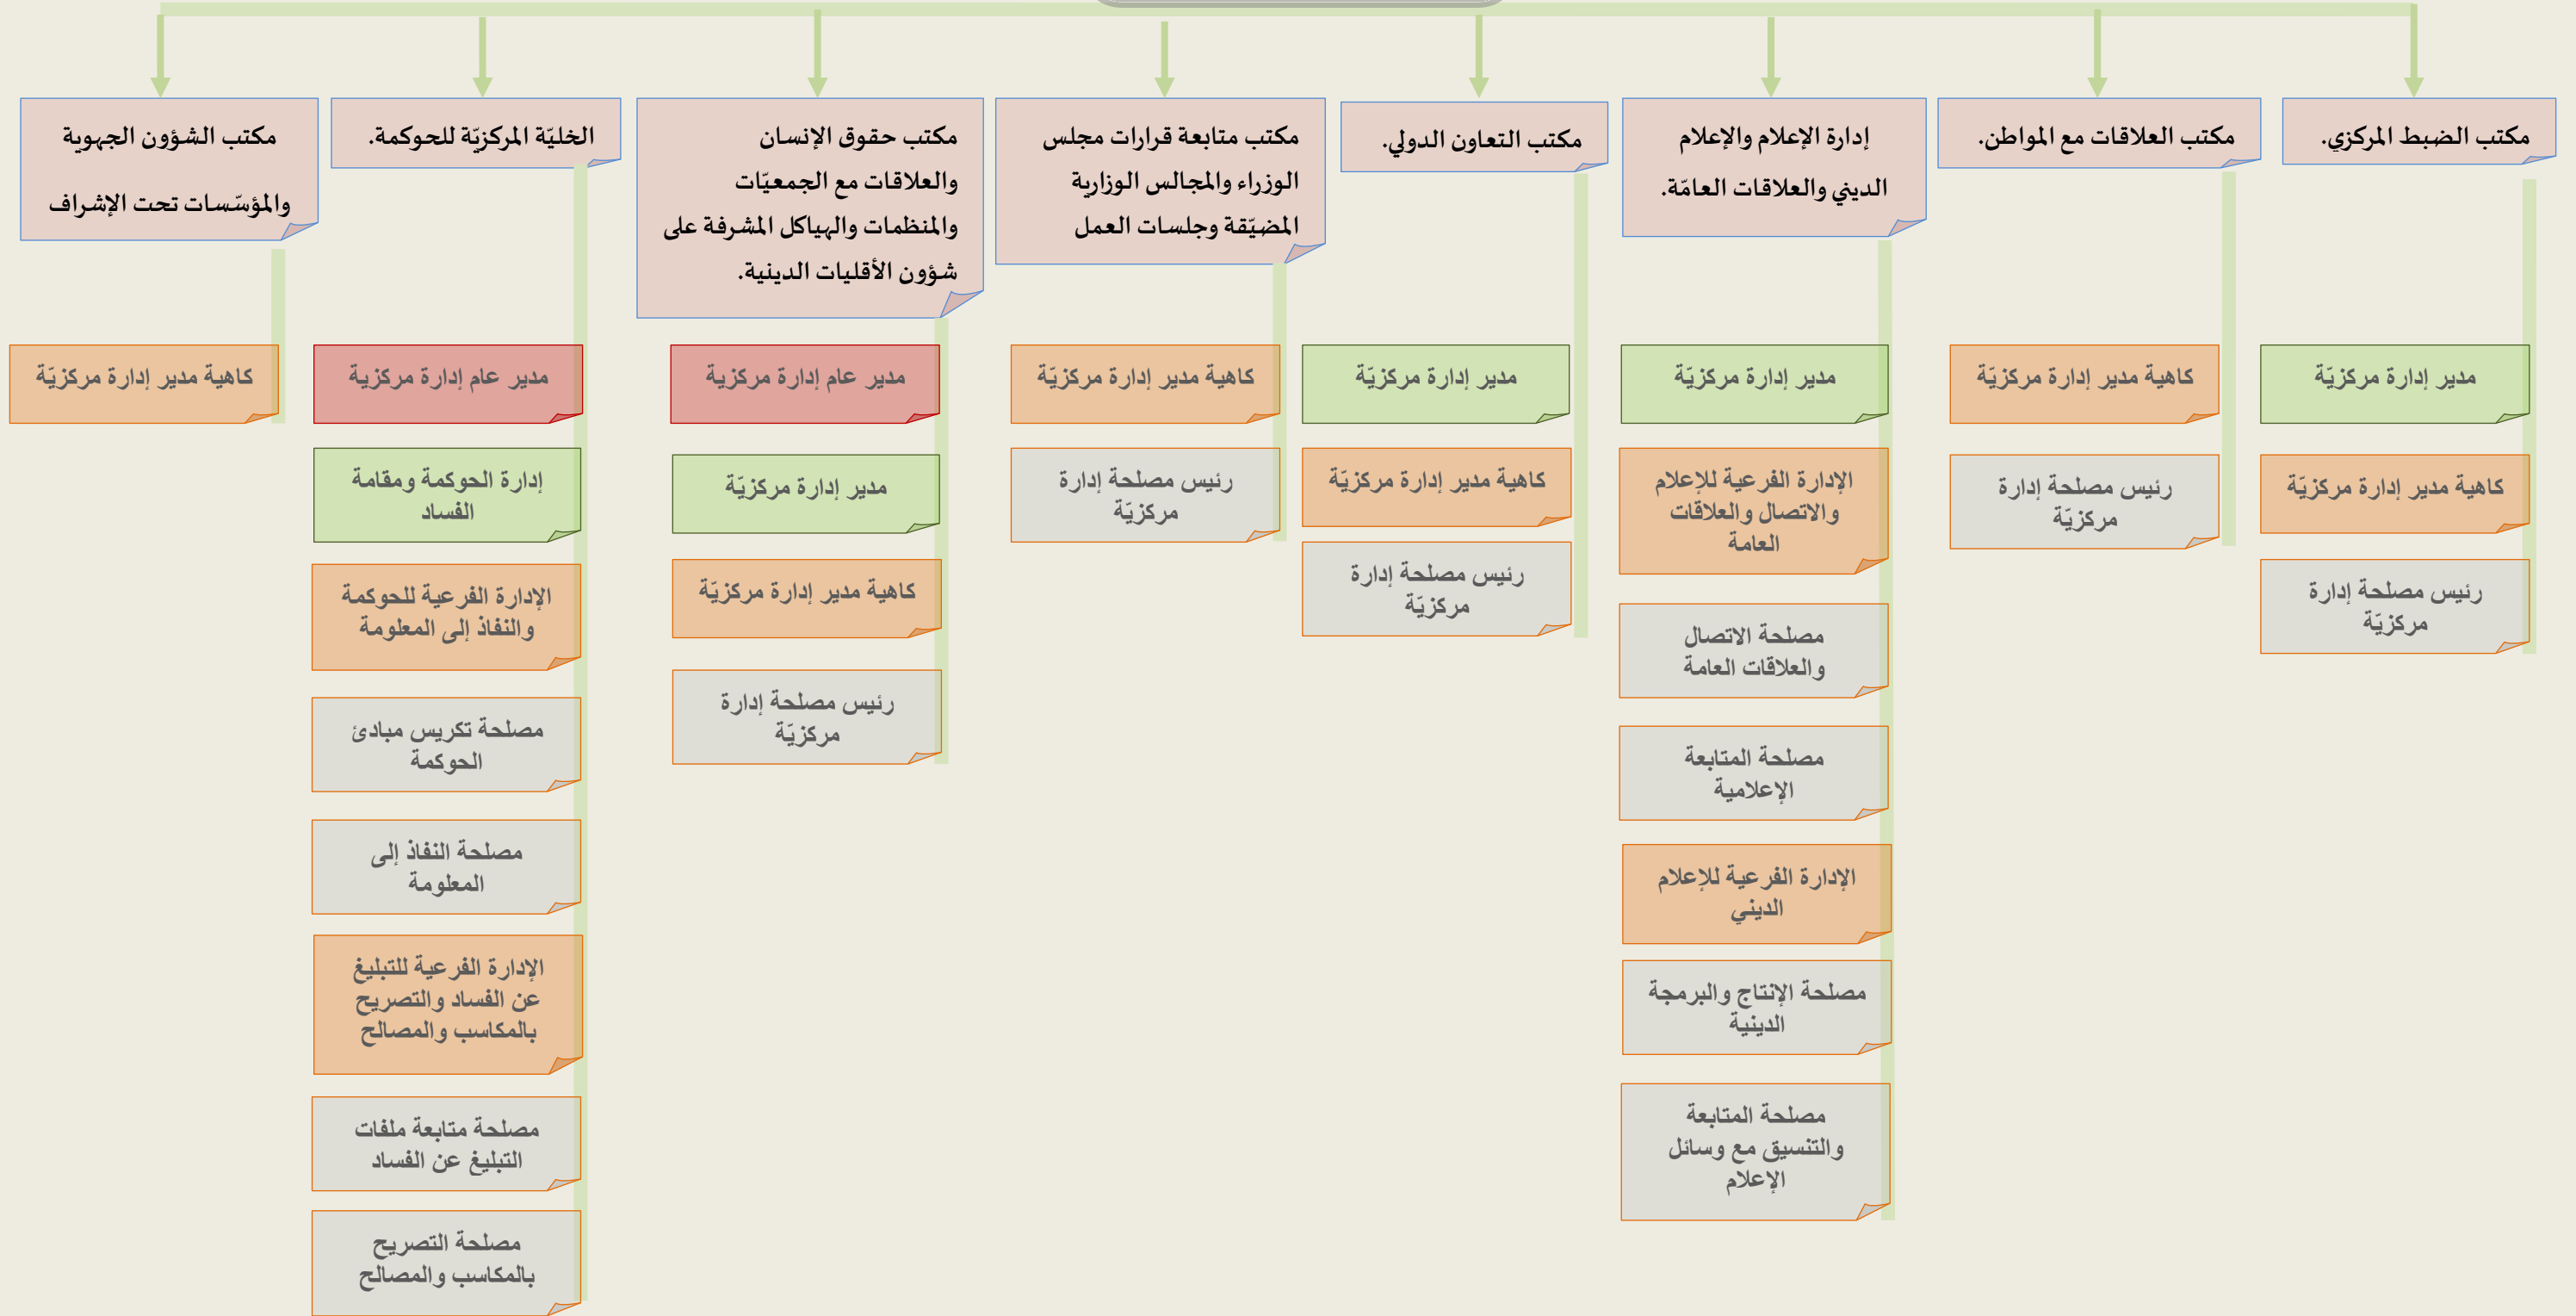 مكتب الضبط المركزي.
مدير إدارة مركزيّة
كاهية مدير إدارة مركزيّة
رئيس مصلحة إدارة
مركزيّة
مكتب العلاقات مع المواطن.
كاهية مدير إدارة مركزيّة
رئيس مصلحة إدارة
مركزيّة
إدارة الإعلام والإعلام
الديني والعلاقات العامّة.
مدير إدارة مركزيّة
الإدارة الفرعية للإعلام
والاتصال والعلاقات
العامة
مصلحة الاتصال
والعلاقات العامة
مصلحة المتابعة
الإعلامية
الإدارة الفرعية للإعلام
الديني
مصلحة الإنتاج والبرمجة
الدينية
مصلحة المتابعة
والتنسيق مع وسائل
الإعلام
مكتب التعاون الدولي.
مدير إدارة مركزيّة
كاهية مدير إدارة مركزيّة
رئيس مصلحة إدارة
مركزيّة
مكتب متابعة قرارات مجلس
الوزراء والمجالس الوزارية
المضيّقة وجلسات العمل
كاهية مدير إدارة مركزيّة
رئيس مصلحة إدارة
مركزيّة
مكتب حقوق الإنسان
والعلاقات مع الجمعيّات
والمنظمات والهياكل المشرفة على
شؤون الأقليات الدينية.
مدير عام إدارة مركزية
مدير إدارة مركزيّة
كاهية مدير إدارة مركزيّة
رئيس مصلحة إدارة
مركزيّة
الخليّة المركزيّة للحوكمة.
مدير عام إدارة مركزية
إدارة الحوكمة ومقامة
الفساد
الإدارة الفرعية للحوكمة
والنفاذ إلى المعلومة
مصلحة تكريس مبادئ
الحوكمة
مصلحة النفاذ إلى
المعلومة
الإدارة الفرعية للتبليغ
عن الفساد والتصريح
بالمكاسب والمصالح
مصلحة متابعة ملفات
التبليغ عن الفساد
مصلحة التصريح
بالمكاسب والمصالح
مكتب الشؤون الجهوية
والمؤسّسات تحت الإشراف
كاهية مدير إدارة مركزيّة